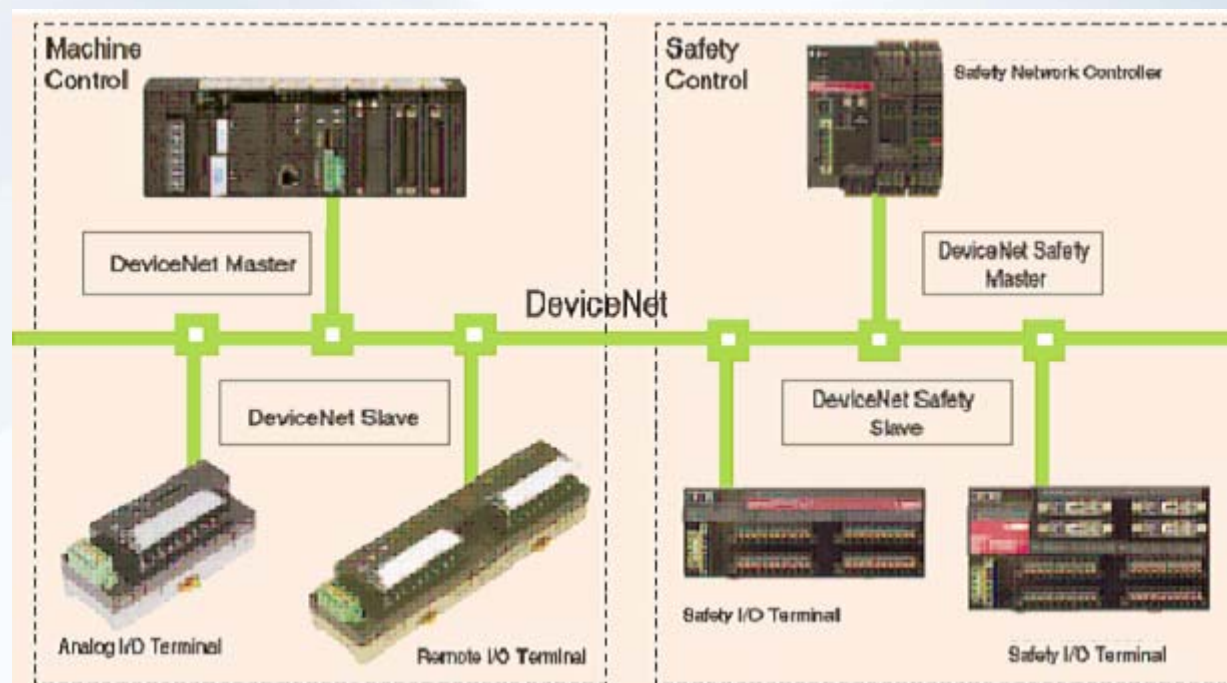 Machine
Control
DeviceNet Master
DeviceNet Slave
Analog I/O Terminal
Remote I/O Terminal
DeviceNet
Safety
Control
Safety Network Controller
DeviceNet Safety
Master
DeviceNet Safety
Slave
Safety I/O Terminal
Safety I/O Terminal